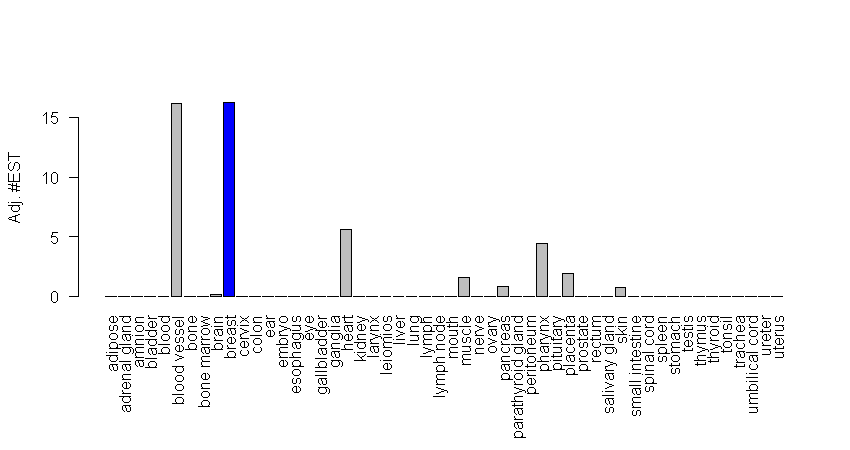 Adj. #EST
15
10
5
0
adipose
adrenal gland
amnion
bladder
blood
blood vessel
bone
bone marrow
brain
breast
cervix
colon
ear
embryo
esophagus
eye
gallbladder
ganglia
heart
kidney
larynx
leiomios
liver
lung
lymph
lymph node
mouth
muscle
nerve
ovary
pancreas
parathyroid gland
peritoneum
pharynx
pituitary
placenta
prostate
rectum
salivary gland
skin
small intestine
spinal cord
spleen
stomach
testis
thymus
thyroid
tonsil
trachea
umbilical cord
ureter
uterus